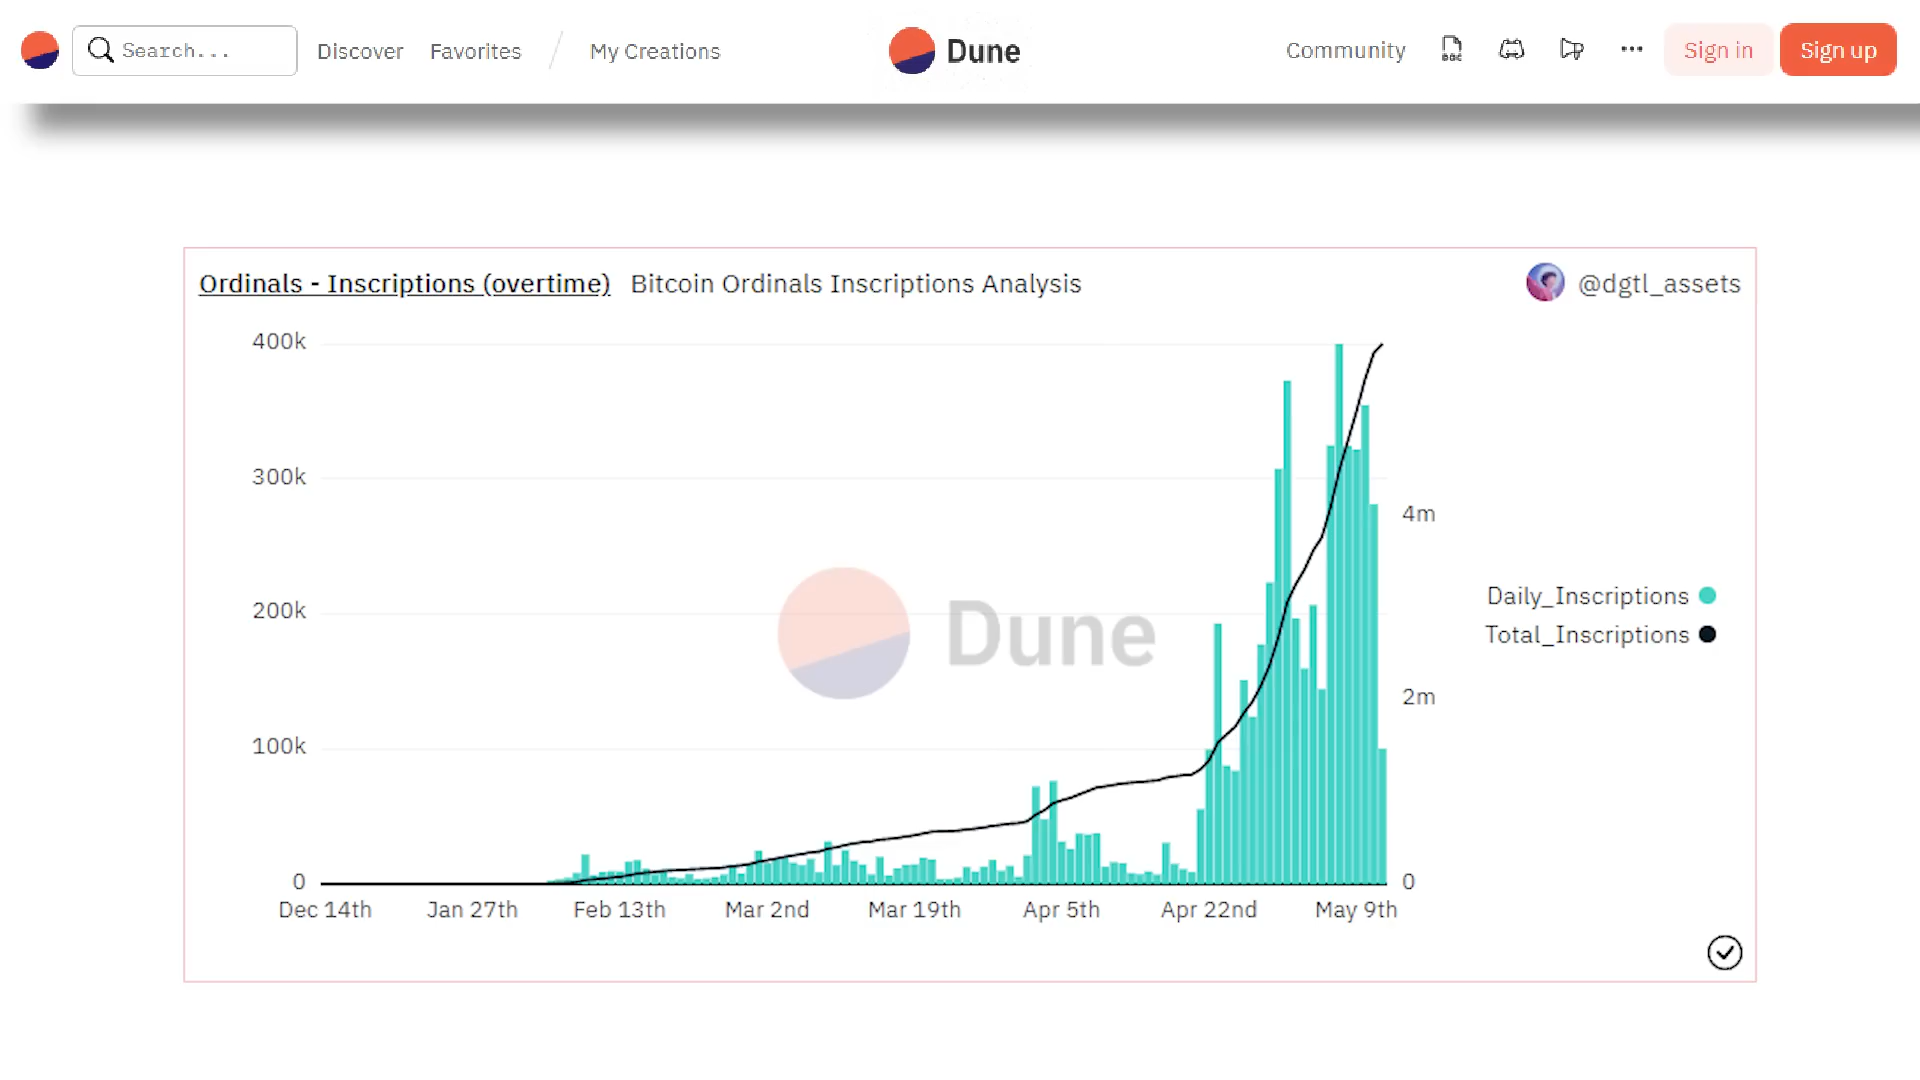 Search... Discover Favorites / My Creations Dune Community DOC ••• Sign in Sign up
Ordinals - Inscriptions (overtime) Bitcoin Ordinals Inscriptions Analysis @dgtl_assets
400k
300k
200k
100k
0
4m
2m
0
Dune
Daily_Inscriptions
Total_Inscriptions
Dec 14th Jan 27th Feb 13th Mar 2nd Mar 19th Apr 5th Apr 22nd May 9th